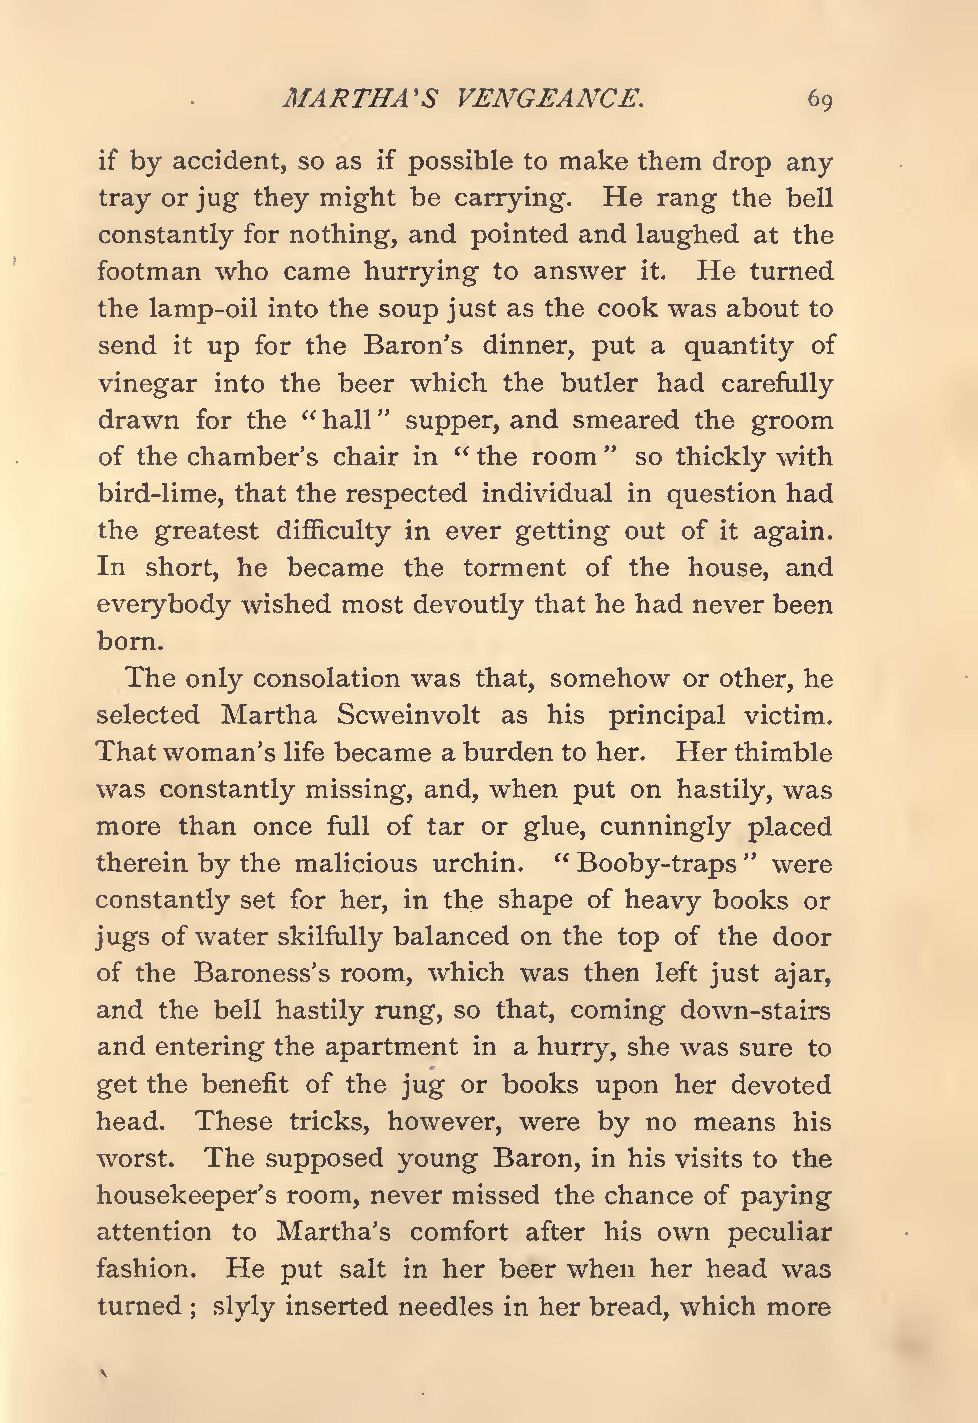 MARTHA'S VENGEANCE. 69
if by accident, so as if possible to make them drop any
tray or jug they might be carrying. He rang the bell
constantly for nothing, and pointed and laughed at the
footman who came hurrying to answer it. He turned
the lamp-oil into the soup just as the cook was about to
send it up for the Baron's dinner, put a quantity of
vinegar into the beer which the butler had carefully
drawn for the "hall" supper, and smeared the groom
of the chamber's chair in "the room" so thickly with
bird-lime, that the respected individual in question had
the greatest difficulty in ever getting out of it again.
In short, he became the torment of the house, and
everybody wished most devoutly that he had never been
born.
The only consolation was that, somehow or other, he
selected Martha Scweinvolt as his principal victim.
That woman's life became a burden to her. Her thimble
was constantly missing, and, when put on hastily, was
more than once full of tar or glue, cunningly placed
therein by the malicious urchin. "Booby-traps" were
constantly set for her, in the shape of heavy books or
jugs of water skilfully balanced on the top of the door
of the Baroness's room, which was then left just ajar,
and the bell hastily rung, so that, coming down-stairs
and entering the apartment in a hurry, she was sure to
get the benefit of the jug or books upon her devoted
head. These tricks, however, were by no means his
worst. The supposed young Baron, in his visits to the
housekeeper's room, never missed the chance of paying
attention to Martha's comfort after his own peculiar
fashion. He put salt in her beer when her head was
turned; slyly inserted needles in her bread, which more